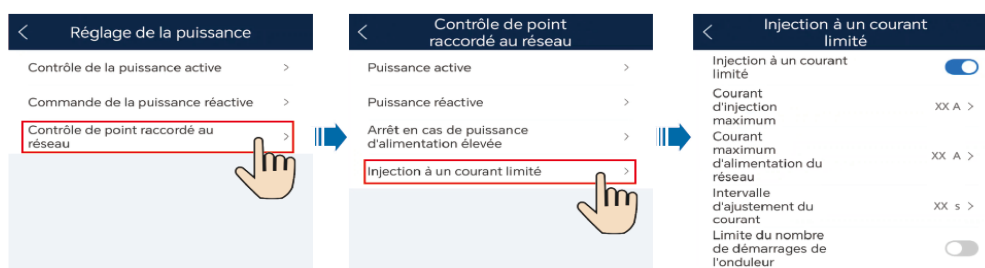 Réglage de la puissance
Contrôle de la puissance active
Commande de la puissance réactive
Contrôle de point raccordé au
réseau
Contrôle de point
raccordé au réseau
Puissance active
Puissance réactive
Arrêt en cas de puissance
d'alimentation élevée
Injection à un courant limité
Injection à un courant
limité
Injection à un courant
limité
Courant
d'injection
maximum
XX A
Courant
maximum
d'alimentation du
réseau
XX A
Intervalle
d'ajustement du
courant
XX s
Limite du nombre
de démarrages de
l'onduleur